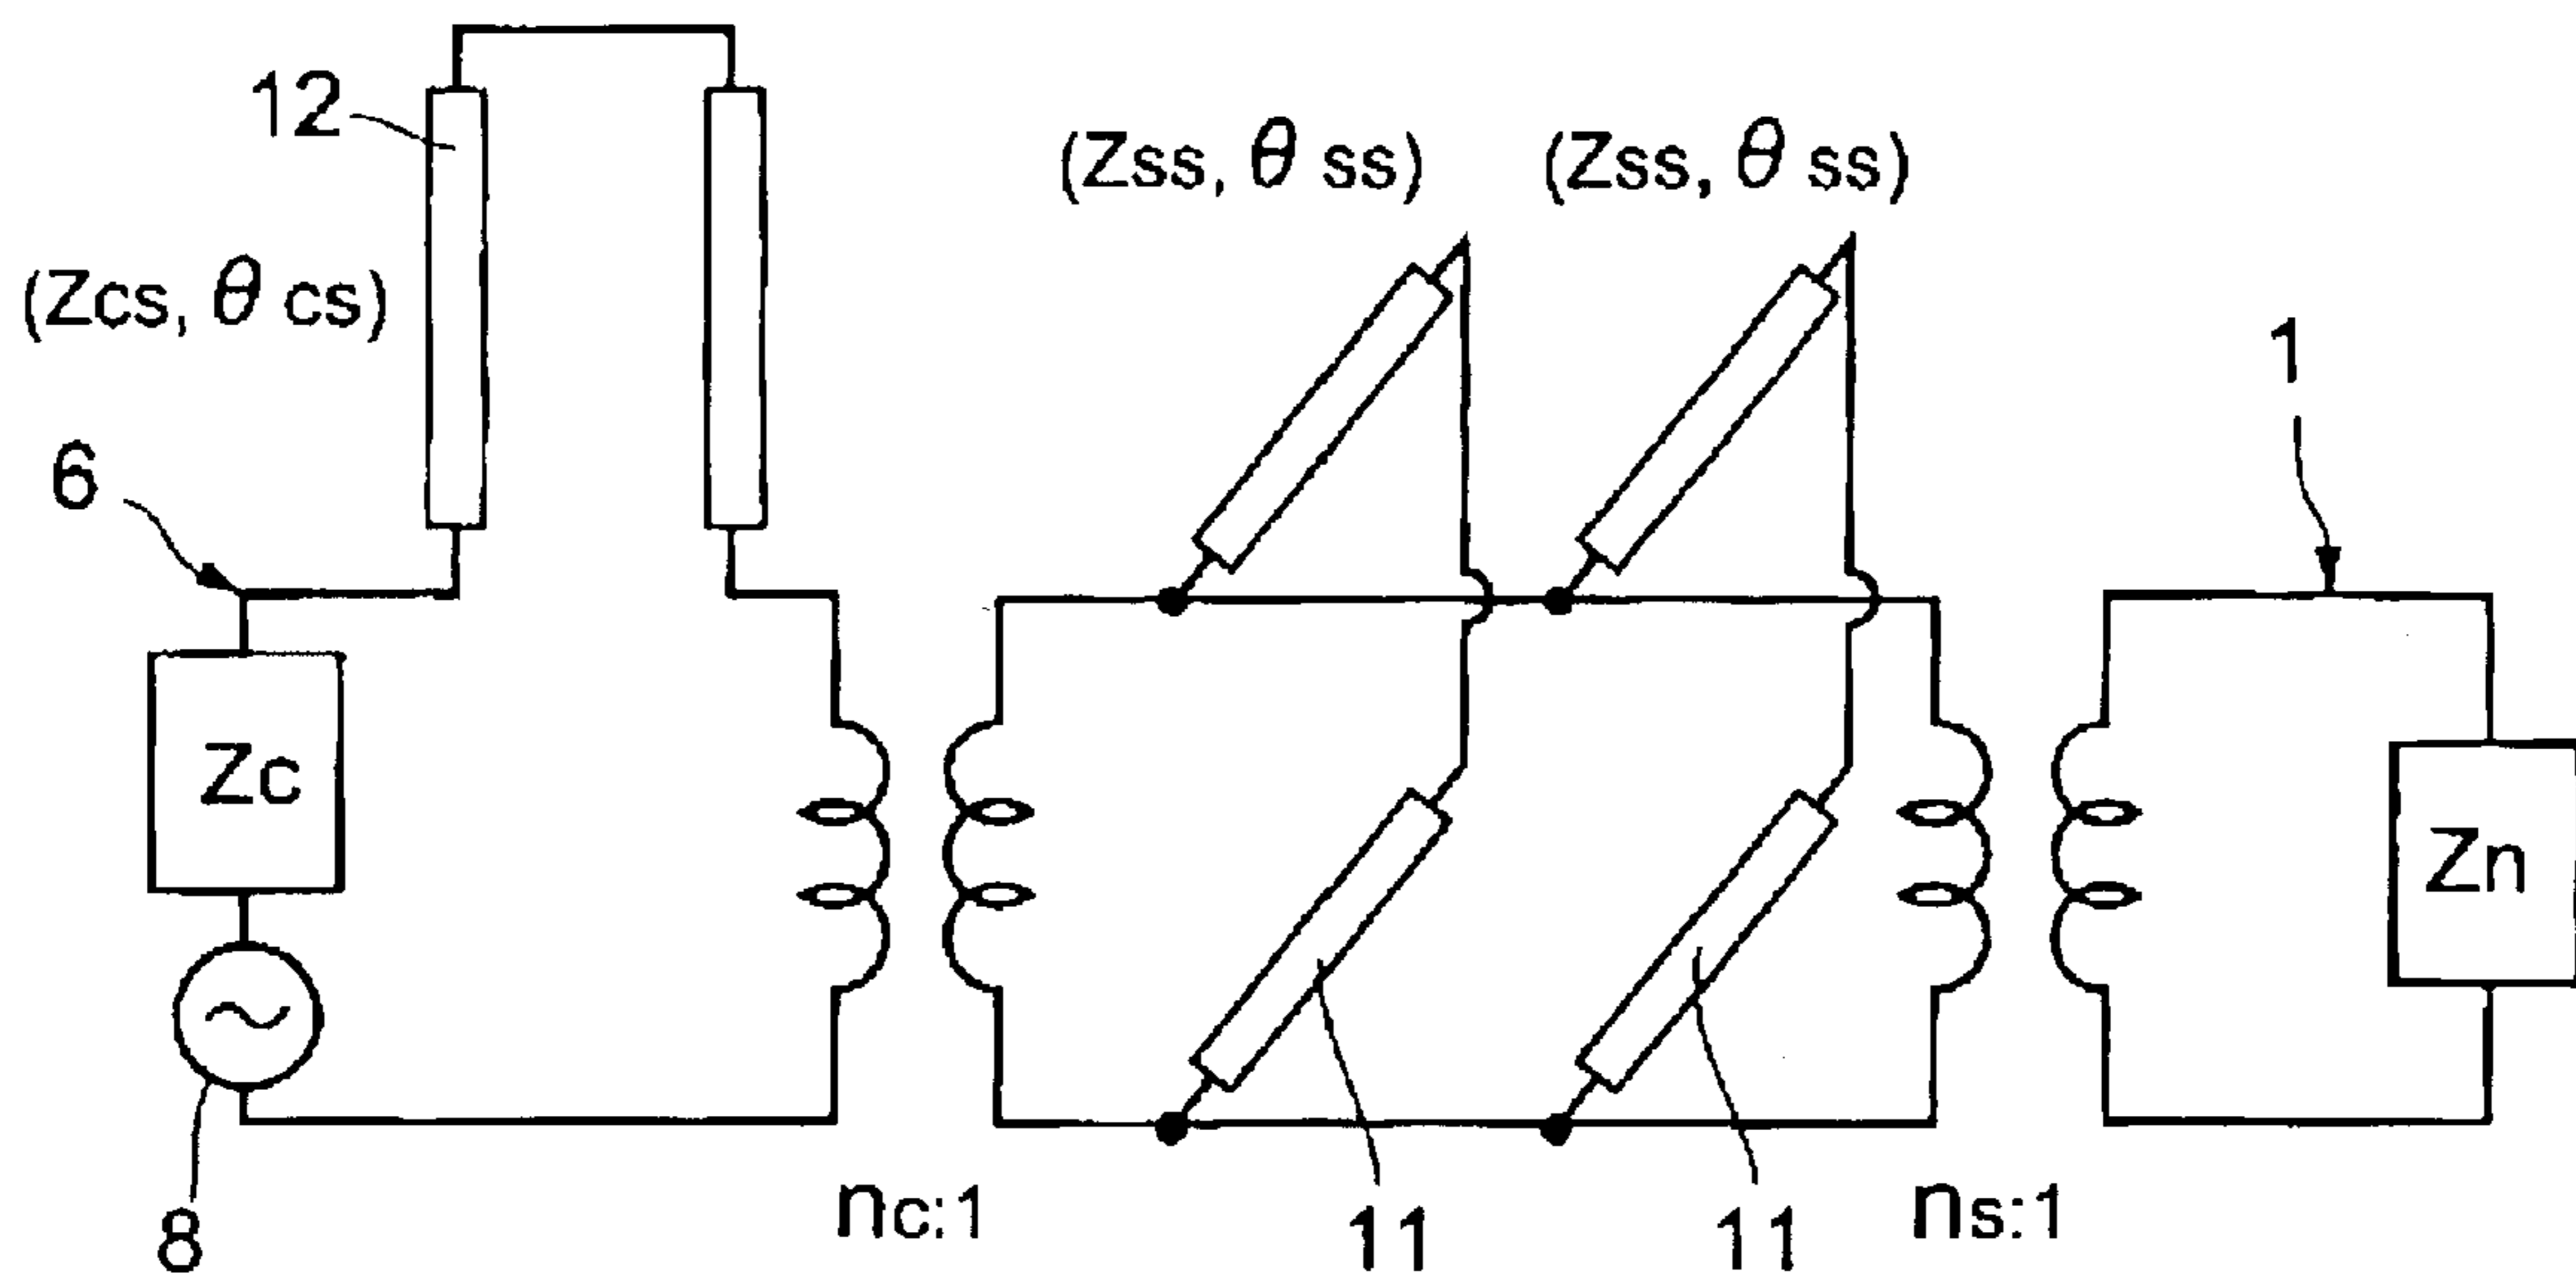 12
(Zss, θ ss) (Zss, θ ss)
(Zcs, θ cs)
1
6
Zc
Zn
nc:1
ns:1
8
11
11